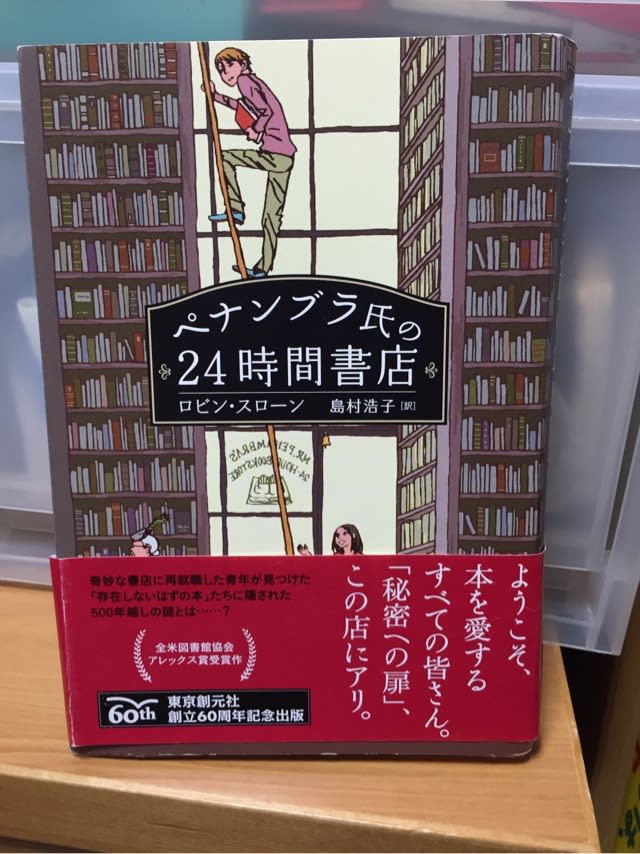 ペナンブラ氏の
24時間書店
ロビン・スローン 島村浩子[訳]
MR. PENUMBRA'S
24-HOUR BOOKSTORE
ようこそ、
本を愛する
すべての皆さん。
「秘密への扉」、
この店にアリ。
奇妙な書店に再就職した青年が見つけた
「存在しないはずの本」たちに隠された
500年越しの謎とは……?
全米図書館協会
アレックス賞受賞作
60th
東京創元社
創立60周年記念出版